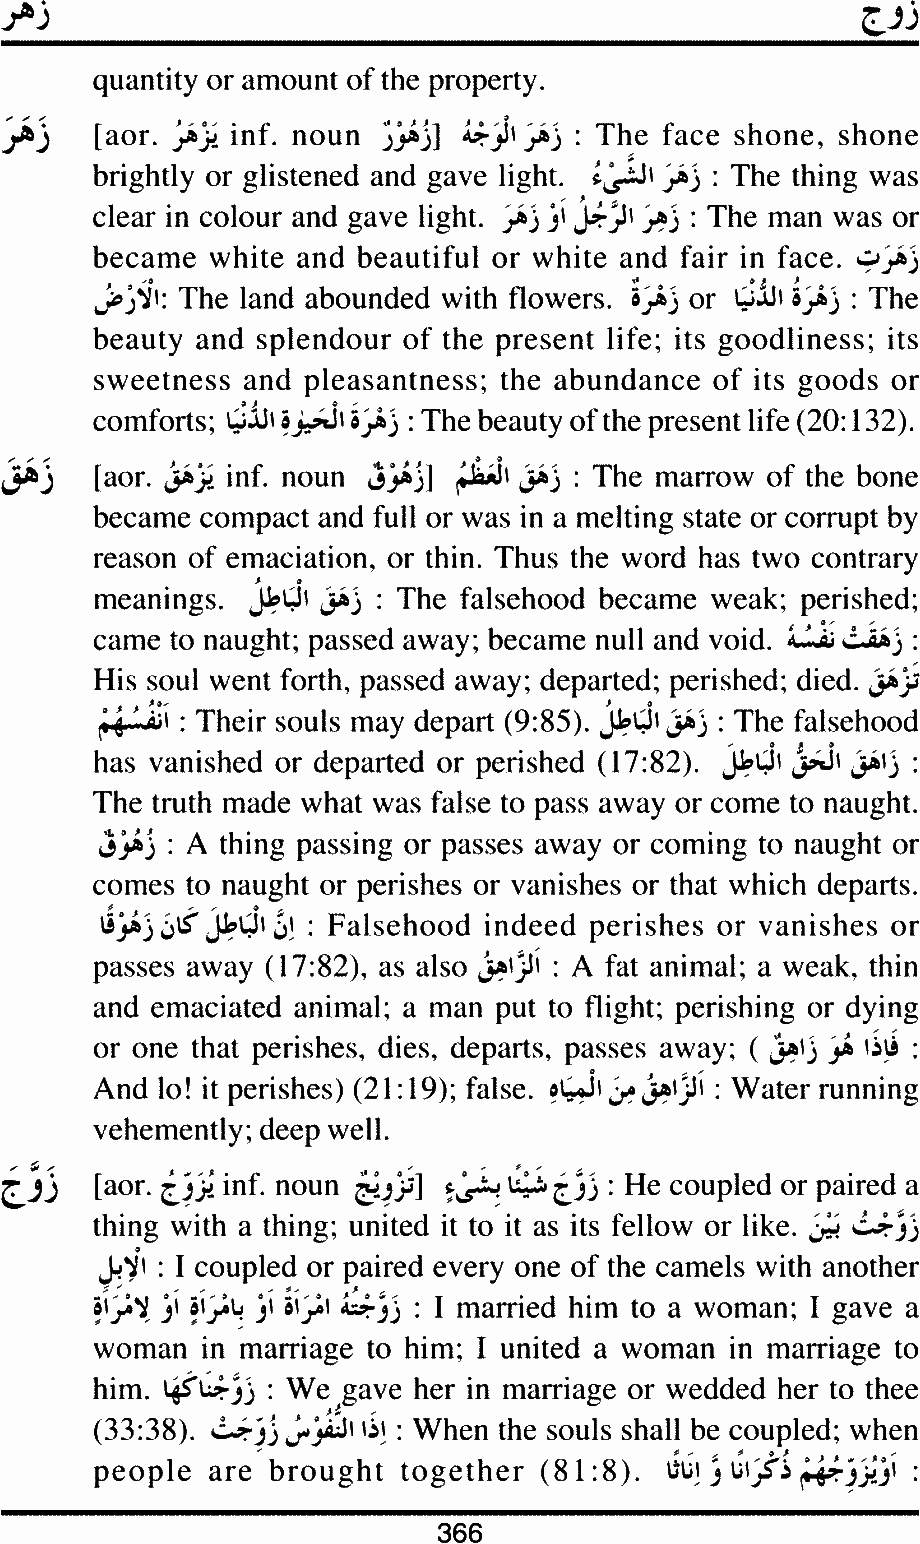 زهر زوج
quantity or amount of the property.
زَهَرَ [aor. يَزْهَرُ inf. noun زُهُوْرٌ] زَهَرَ الْوَجْهُ : The face shone, shone
brightly or glistened and gave light. زَهَرَ الشَّيْءُ : The thing was
clear in colour and gave light. زَهِرَ الرَّجُلُ اَوْ زَهُرَ : The man was or
became white and beautiful or white and fair in face. زَهَرَتِ
الْاَرْضُ: The land abounded with flowers. زَهْرَةٌ or زَهْرَةُ الدُّنْيَا : The
beauty and splendour of the present life; its goodliness; its
sweetness and pleasantness; the abundance of its goods or
comforts; زَهْرَةَ الْحَيٰوةِ الدُّنْيَا : The beauty of the present life (20:132).
زَهَقَ [aor. يَزْهَقُ inf. noun زُهُوْقٌ] زَهَقَ الْعَظْمُ : The marrow of the bone
became compact and full or was in a melting state or corrupt by
reason of emaciation, or thin. Thus the word has two contrary
meanings. زَهَقَ الْبَاطِلُ : The falsehood became weak; perished;
came to naught; passed away; became null and void. زَهَقَتْ نَفْسُهٗ :
His soul went forth, passed away; departed; perished; died. تَزْهَقَ
اَنْفُسُهُمْ : Their souls may depart (9:85). زَهَقَ الْبَاطِلُ : The falsehood
has vanished or departed or perished (17:82). زَاهَقَ الْحَقُّ الْبَاطِلَ :
The truth made what was false to pass away or come to naught.
زَهُوْقٌ : A thing passing or passes away or coming to naught or
comes to naught or perishes or vanishes or that which departs.
اِنَّ الْبَاطِلَ كَانَ زَهُوْقًا : Falsehood indeed perishes or vanishes or
passes away (17:82), as also اَلزَّاهِقُ : A fat animal; a weak, thin
and emaciated animal; a man put to flight; perishing or dying
or one that perishes, dies, departs, passes away; ( فَاِذَا هُوَ زَاهِقٌ :
And lo! it perishes) (21:19); false. اَلزَّاهِقُ مِنَ الْمِيَاهِ : Water running
vehemently; deep well.
زَوَّجَ [aor. يُزَوِّجُ inf. noun تَزْوِيْجٌ] زَوَّجَ شَيْئًا بِشَيْءٍ : He coupled or paired a
thing with a thing; united it to it as its fellow or like. زَوَّجْتُ بَيْنَ
الْاِبِلِ : I coupled or paired every one of the camels with another
زَوَّجْتُهُ امْرَاَةً اَوْ بِامْرَاَةٍ اَوْ لِامْرَاَةٍ : I married him to a woman; I gave a
woman in marriage to him; I united a woman in marriage to
him. زَوَّجْنَاكَهَا : We gave her in marriage or wedded her to thee
(33:38). اِذَا النُّفُوْسُ زُوِّجَتْ : When the souls shall be coupled; when
people are brought together (81:8). اَوْيُزَوِّجُهُمْ ذُكْرَانًا وَّ اِنَاثًا :
366